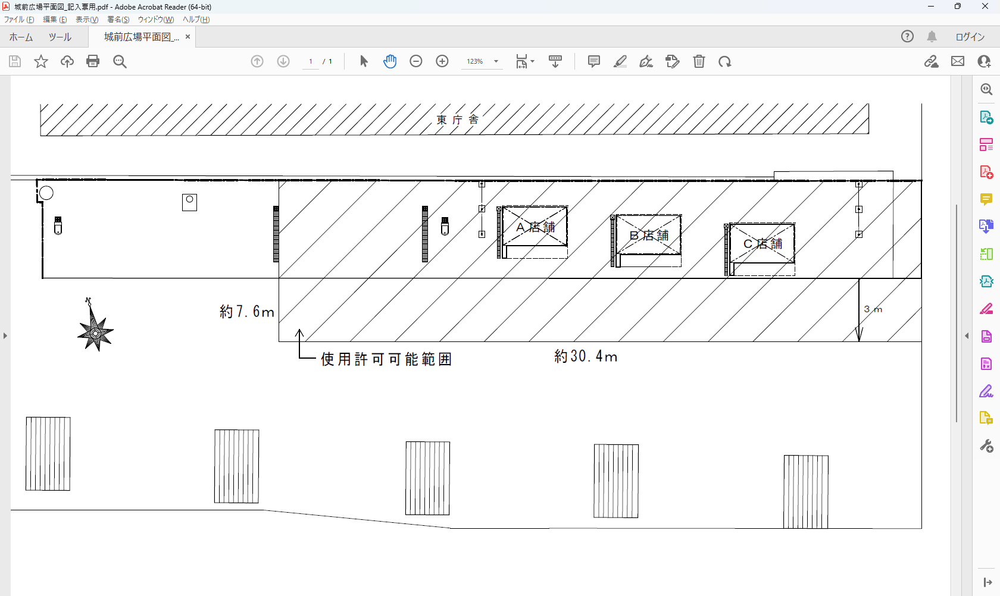 城前広場平面図_記入票用.pdf - Adobe Acrobat Reader (64-bit)
ファイル(F) 編集(E) 表示(V) 署名(S) ウィンドウ(W) ヘルプ(H)
ホーム ツール 城前広場平面図_... × ログイン
1 / 1 123%
東庁舎
A店舗
B店舗
C店舗
N
約7.6m
3m
使用許可可能範囲
約30.4m